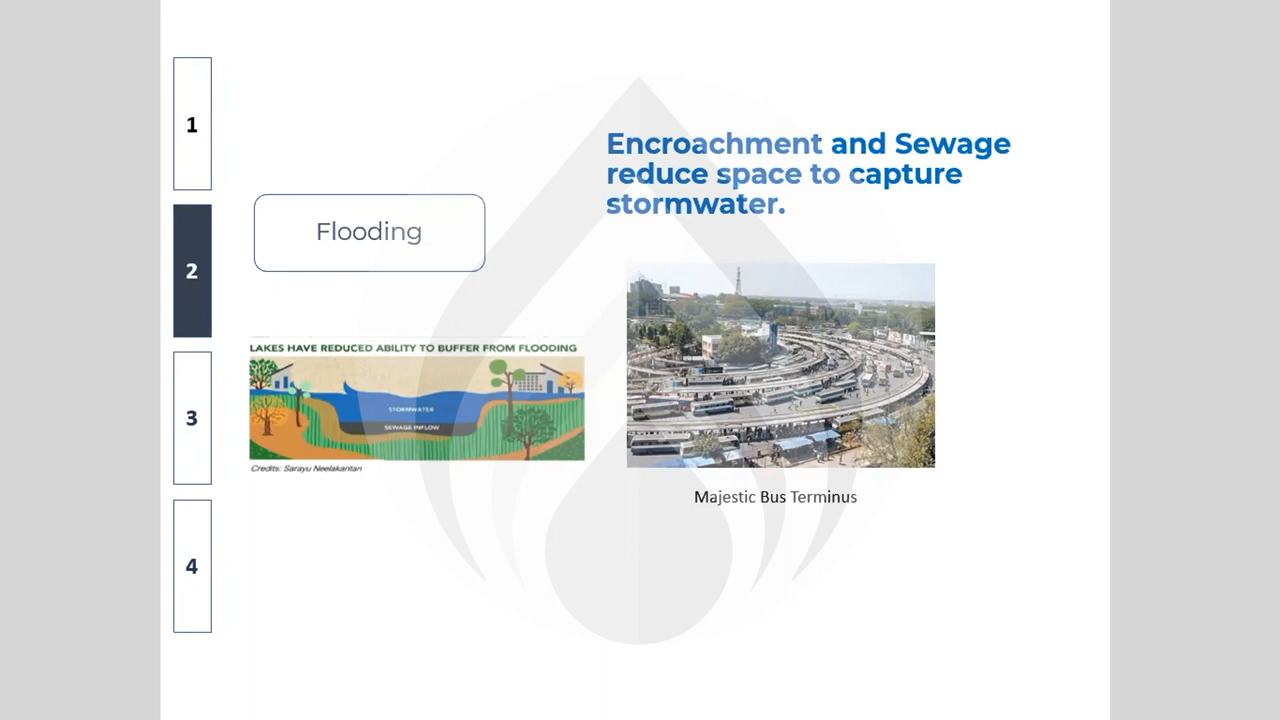 1
2
3
4
Flooding
LAKES HAVE REDUCED ABILITY TO BUFFER FROM FLOODING
STORMWATER
SEWAGE INFLOW
Credits: Sarayu Neelakantan
Encroachment and Sewage
reduce space to capture
stormwater.
Majestic Bus Terminus